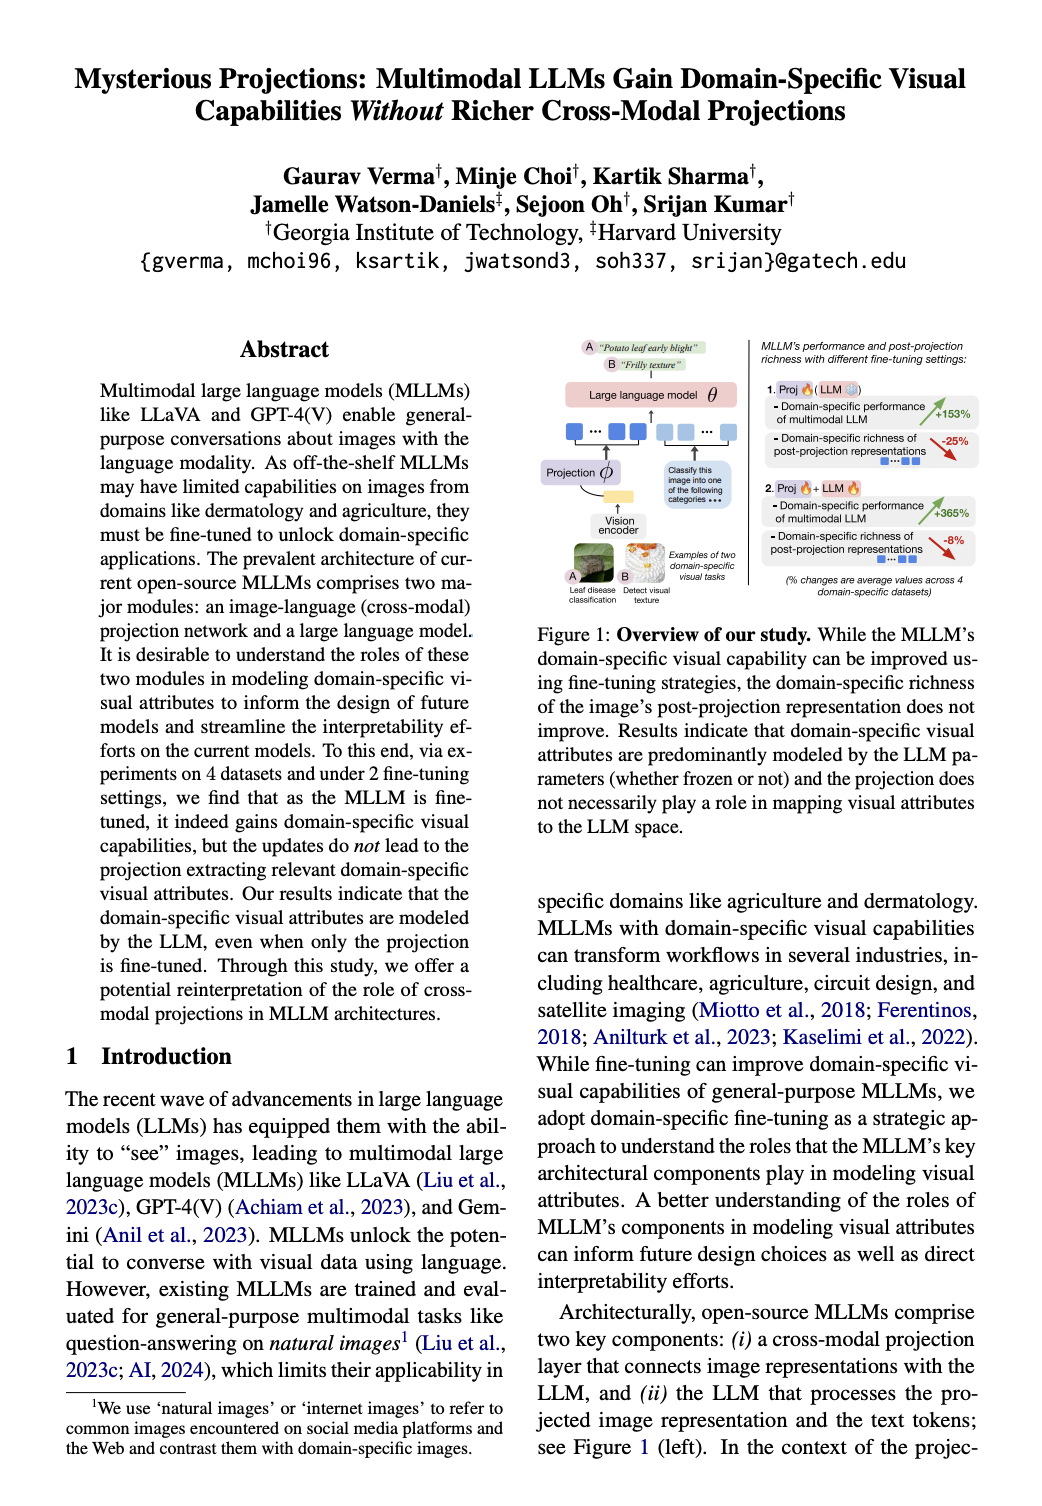 Mysterious Projections: Multimodal LLMs Gain Domain-Specific Visual
Capabilities Without Richer Cross-Modal Projections
Gaurav Verma†, Minje Choi†, Kartik Sharma†,
Jamelle Watson-Daniels‡, Sejoon Oh†, Srijan Kumar†
†Georgia Institute of Technology, ‡Harvard University
{gverma, mchoi96, ksartik, jwatsond3, soh337, srijan}@gatech.edu
Abstract
Multimodal large language models (MLLMs)
like LLaVA and GPT-4(V) enable general-
purpose conversations about images with the
language modality. As off-the-shelf MLLMs
may have limited capabilities on images from
domains like dermatology and agriculture, they
must be fine-tuned to unlock domain-specific
applications. The prevalent architecture of cur-
rent open-source MLLMs comprises two ma-
jor modules: an image-language (cross-modal)
projection network and a large language model.
It is desirable to understand the roles of these
two modules in modeling domain-specific vi-
sual attributes to inform the design of future
models and streamline the interpretability ef-
forts on the current models. To this end, via ex-
periments on 4 datasets and under 2 fine-tuning
settings, we find that as the MLLM is fine-
tuned, it indeed gains domain-specific visual
capabilities, but the updates do not lead to the
projection extracting relevant domain-specific
visual attributes. Our results indicate that the
domain-specific visual attributes are modeled
by the LLM, even when only the projection
is fine-tuned. Through this study, we offer a
potential reinterpretation of the role of cross-
modal projections in MLLM architectures.
1 Introduction
The recent wave of advancements in large language
models (LLMs) has equipped them with the abil-
ity to “see” images, leading to multimodal large
language models (MLLMs) like LLaVA (Liu et al.,
2023c), GPT-4(V) (Achiam et al., 2023), and Gem-
ini (Anil et al., 2023). MLLMs unlock the poten-
tial to converse with visual data using language.
However, existing MLLMs are trained and eval-
uated for general-purpose multimodal tasks like
question-answering on natural images1 (Liu et al.,
2023c; AI, 2024), which limits their applicability in
1We use ‘natural images’ or ‘internet images’ to refer to
common images encountered on social media platforms and
the Web and contrast them with domain-specific images.
A “Potato leaf early blight”
B “Frilly texture”
Large language model θ
Projection ϕ
Classify this
image into one
of the following
categories •••
Vision
encoder
A
B
Examples of two
domain-specific
visual tasks
Leaf disease
classification
Detect visual
texture
MLLM’s performance and post-projection
richness with different fine-tuning settings:
1. Proj 🔥 (LLM ❄️)
- Domain-specific performance
of multimodal LLM
+153%
- Domain-specific richness of
post-projection representations
-25%
2. Proj 🔥 + LLM 🔥
- Domain-specific performance
of multimodal LLM
+365%
- Domain-specific richness of
post-projection representations
-8%
(% changes are average values across 4
domain-specific datasets)
Figure 1: Overview of our study. While the MLLM’s
domain-specific visual capability can be improved us-
ing fine-tuning strategies, the domain-specific richness
of the image’s post-projection representation does not
improve. Results indicate that domain-specific visual
attributes are predominantly modeled by the LLM pa-
rameters (whether frozen or not) and the projection does
not necessarily play a role in mapping visual attributes
to the LLM space.
specific domains like agriculture and dermatology.
MLLMs with domain-specific visual capabilities
can transform workflows in several industries, in-
cluding healthcare, agriculture, circuit design, and
satellite imaging (Miotto et al., 2018; Ferentinos,
2018; Anilturk et al., 2023; Kaselimi et al., 2022).
While fine-tuning can improve domain-specific vi-
sual capabilities of general-purpose MLLMs, we
adopt domain-specific fine-tuning as a strategic ap-
proach to understand the roles that the MLLM’s key
architectural components play in modeling visual
attributes. A better understanding of the roles of
MLLM’s components in modeling visual attributes
can inform future design choices as well as direct
interpretability efforts.
Architecturally, open-source MLLMs comprise
two key components: (i) a cross-modal projection
layer that connects image representations with the
LLM, and (ii) the LLM that processes the pro-
jected image representation and the text tokens;
see Figure 1 (left). In the context of the projec-